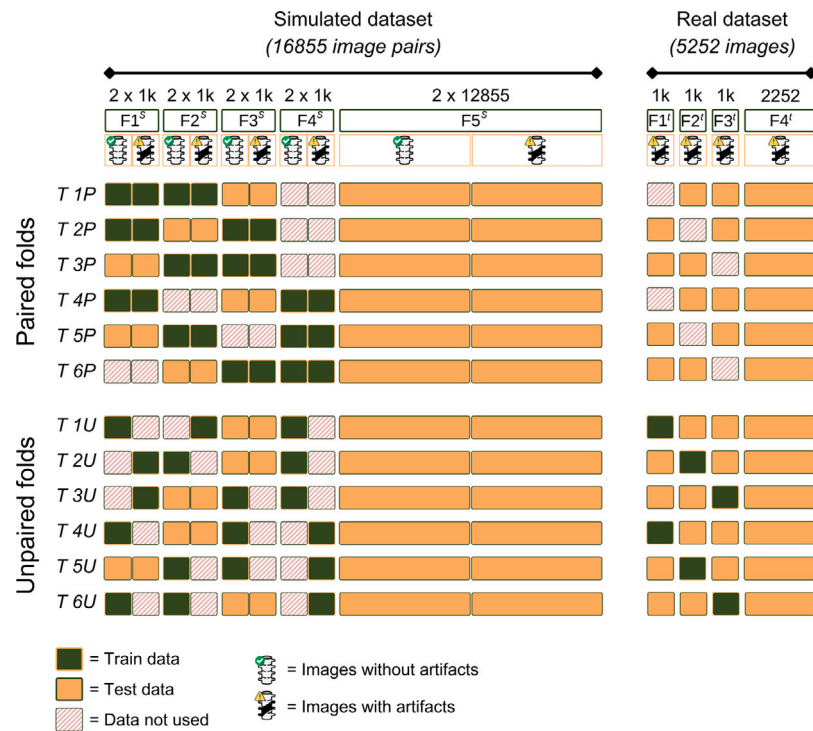 Simulated dataset
(16855 image pairs)
Real dataset
(5252 images)
2 x 1k 2 x 1k 2 x 1k 2 x 1k 2 x 12855 1k 1k 1k 2252
F1ˢ F2ˢ F3ˢ F4ˢ F5ˢ F1ᵗ F2ᵗ F3ᵗ F4ᵗ
Paired folds
T 1P
T 2P
T 3P
T 4P
T 5P
T 6P
Unpaired folds
T 1U
T 2U
T 3U
T 4U
T 5U
T 6U
= Train data
= Test data
= Data not used
= Images without artifacts
= Images with artifacts